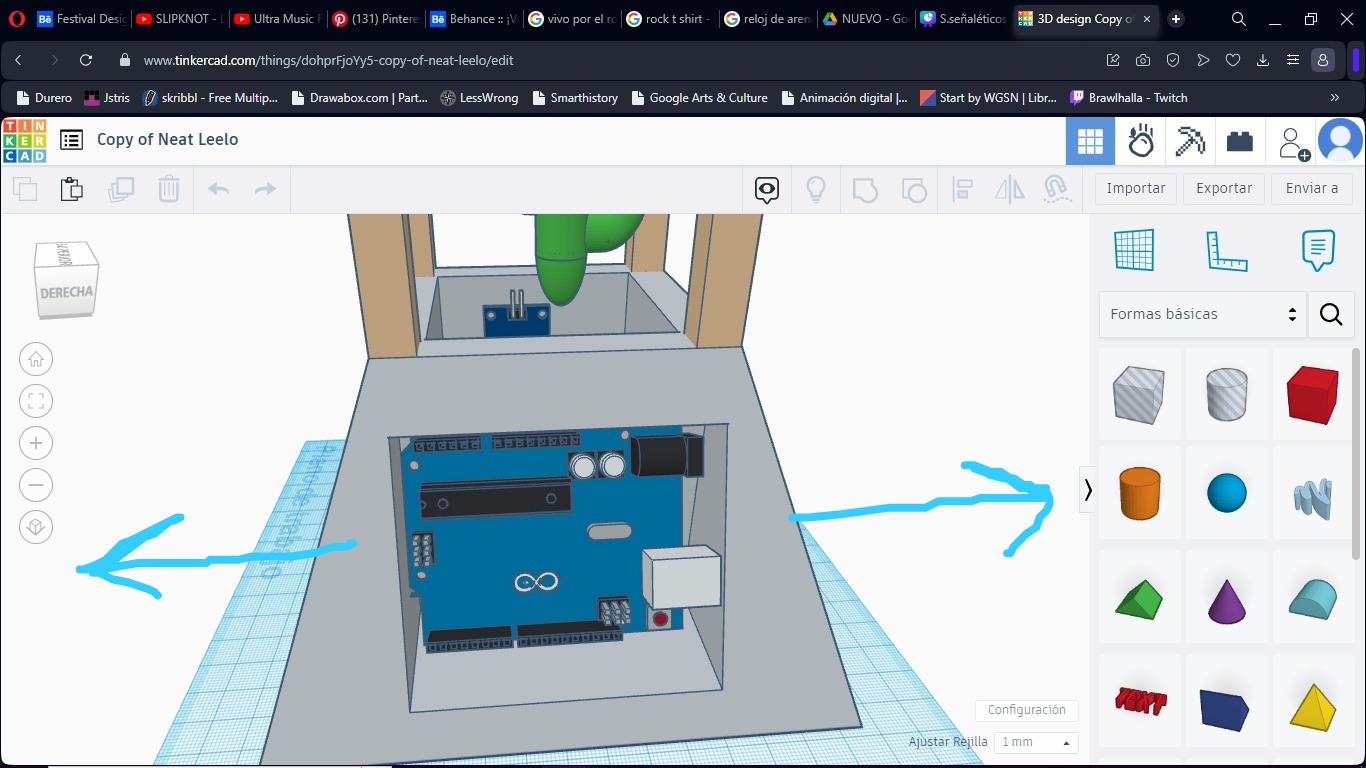 Festival Desig
SLIPKNOT - L
Ultra Music F
(131) Pintere
Behance :: ¡V
vivo por el ro
rock t shirt -
reloj de aren
NUEVO - Goo
S.señaléticos
3D design Copy o
www.tinkercad.com/things/dohprFjoYy5-copy-of-neat-leelo/edit
Durero
Jstris
skribbl - Free Multip...
Drawabox.com | Part...
LessWrong
Smarthistory
Google Arts & Culture
Animación digital |...
Start by WGSN | Libr...
Brawlhalla - Twitch
TIN
KER
CAD
Copy of Neat Leelo
Importar
Exportar
Enviar a
DERECHA
Formas básicas
TEXT
Configuración
Ajustar Rejilla
1 mm